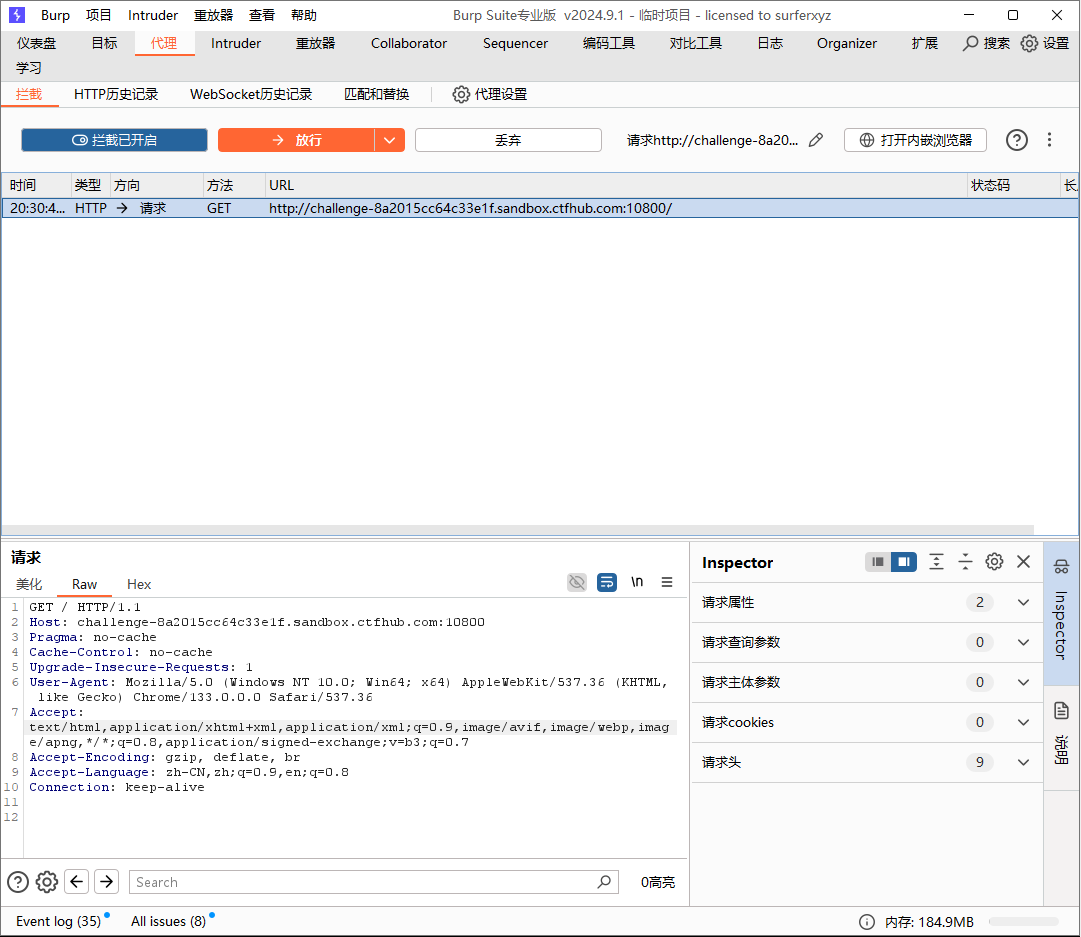 Burp 项目 Intruder 重放器 查看 帮助 Burp Suite专业版 v2024.9.1 - 临时项目 - licensed to surferxyz
仪表盘 目标 代理 Intruder 重放器 Collaborator Sequencer 编码工具 对比工具 日志 Organizer 扩展 搜索 设置
学习
拦截 HTTP历史记录 WebSocket历史记录 匹配和替换 代理设置
拦截已开启 放行 丢弃 请求http://challenge-8a20... 打开内嵌浏览器
时间 类型 方向 方法 URL 状态码 长
20:30:4... HTTP → 请求 GET http://challenge-8a2015cc64c33e1f.sandbox.ctfhub.com:10800/
请求
美化 Raw Hex \n
1 GET / HTTP/1.1
2 Host: challenge-8a2015cc64c33e1f.sandbox.ctfhub.com:10800
3 Pragma: no-cache
4 Cache-Control: no-cache
5 Upgrade-Insecure-Requests: 1
6 User-Agent: Mozilla/5.0 (Windows NT 10.0; Win64; x64) AppleWebKit/537.36 (KHTML,
like Gecko) Chrome/133.0.0.0 Safari/537.36
7 Accept:
text/html,application/xhtml+xml,application/xml;q=0.9,image/avif,image/webp,imag
e/apng,*/*;q=0.8,application/signed-exchange;v=b3;q=0.7
8 Accept-Encoding: gzip, deflate, br
9 Accept-Language: zh-CN,zh;q=0.9,en;q=0.8
10 Connection: keep-alive
11
12
Search 0高亮
Inspector
请求属性 2
请求查询参数 0
请求主体参数 0
请求cookies 0
请求头 9
Inspector
说明
Event log (35) All issues (8) 内存: 184.9MB